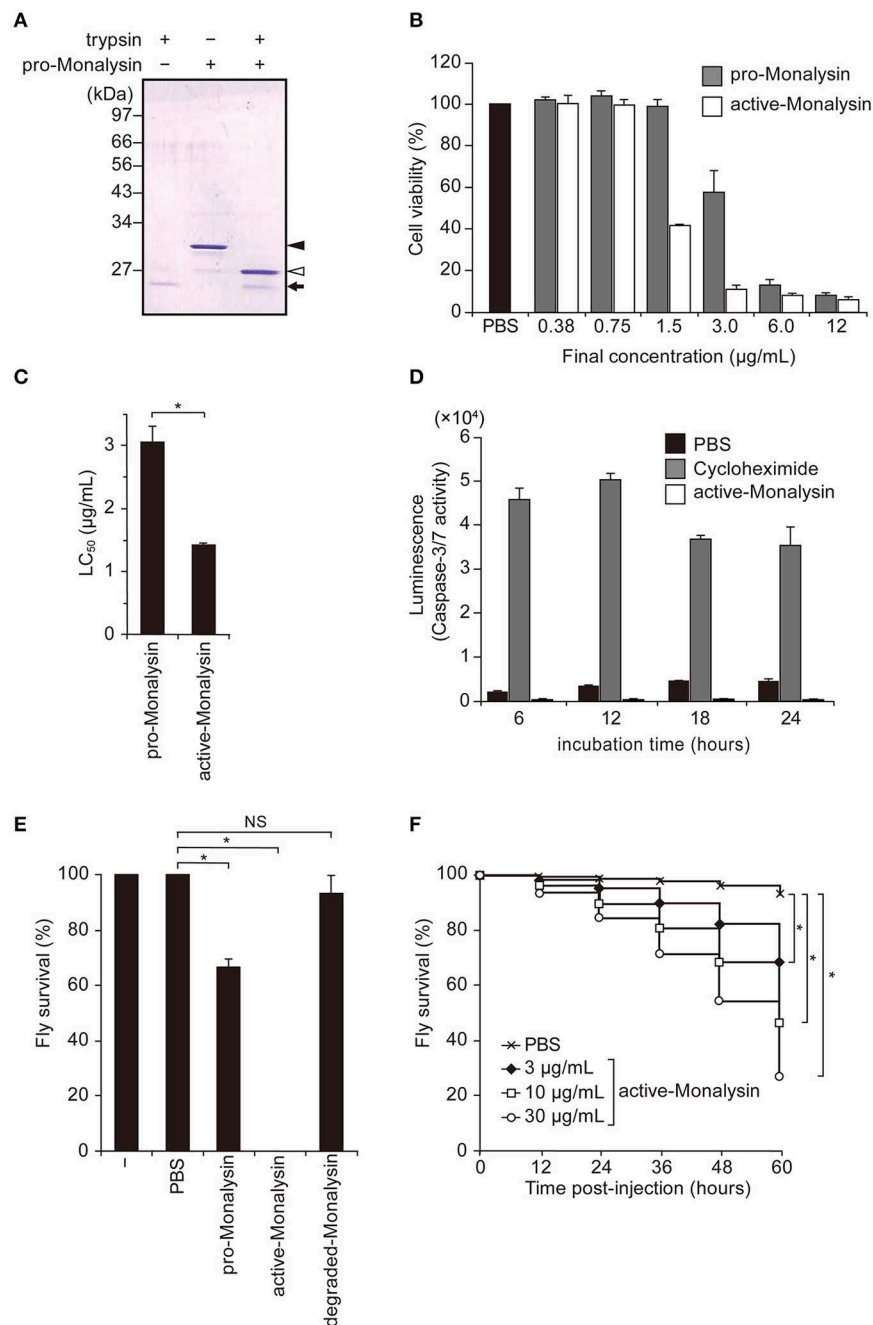 A
trypsin + – +
pro-Monalysin – + +
(kDa)
97
66
56
43
34
27
B
120
100
80
60
40
20
0
Cell viability (%)
pro-Monalysin
active-Monalysin
PBS 0.38 0.75 1.5 3.0 6.0 12
Final concentration (µg/mL)
C
*
3
2
1
0
LC50 (µg/mL)
pro-Monalysin
active-Monalysin
D
(×10⁴)
6
5
4
3
2
1
0
Luminescence
(Caspase-3/7 activity)
PBS
Cycloheximide
active-Monalysin
6 12 18 24
incubation time (hours)
E
NS
*
*
100
80
60
40
20
0
Fly survival (%)
–
PBS
pro-Monalysin
active-Monalysin
degraded-Monalysin
F
100
80
60
40
20
0
Fly survival (%)
*
*
*
PBS
3 µg/mL
10 µg/mL
30 µg/mL
active-Monalysin
0 12 24 36 48 60
Time post-injection (hours)